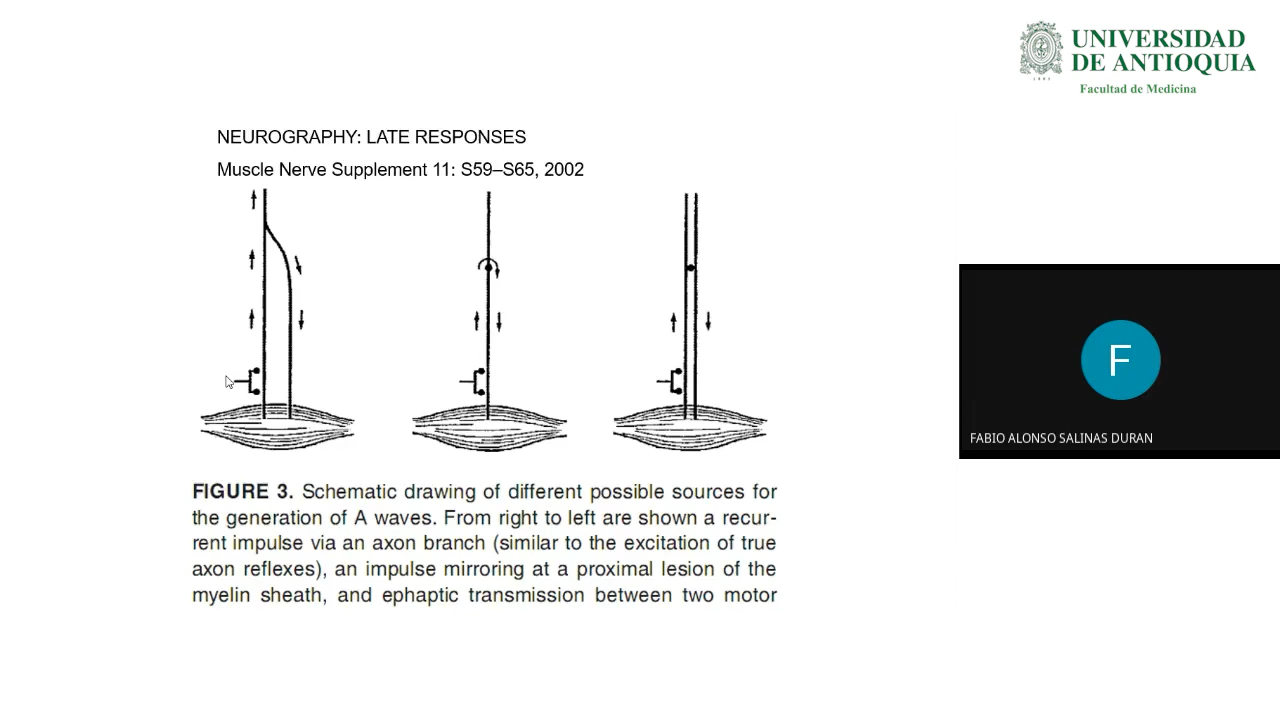 UNIVERSIDAD
DE ANTIOQUIA
1803
Facultad de Medicina
NEUROGRAPHY: LATE RESPONSES
Muscle Nerve Supplement 11: S59–S65, 2002
F
FABIO ALONSO SALINAS DURAN
FIGURE 3. Schematic drawing of different possible sources for
the generation of A waves. From right to left are shown a recur-
rent impulse via an axon branch (similar to the excitation of true
axon reflexes), an impulse mirroring at a proximal lesion of the
myelin sheath, and ephaptic transmission between two motor